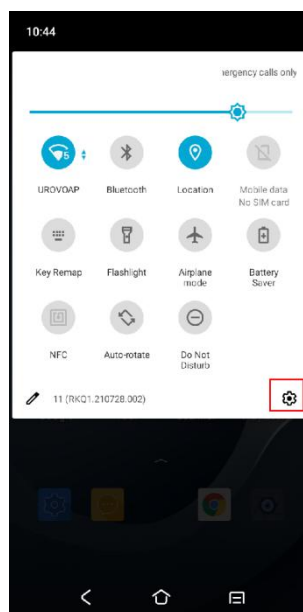 10:44
ergency calls only
5
UROVOAP
Bluetooth
Location
Mobile data
No SIM card
Key Remap
Flashlight
Airplane
mode
Battery
Saver
NFC
Auto-rotate
Do Not
Disturb
11 (RKQ1.210728.002)